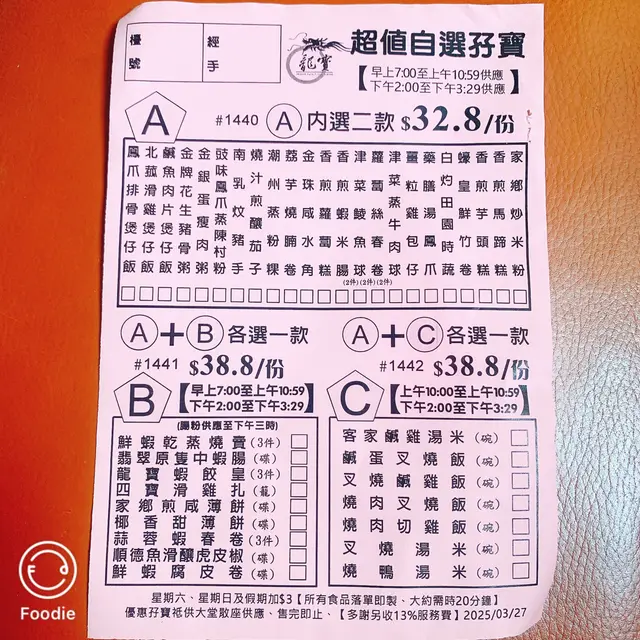 檯號
經手
龍寶
超值自選孖寶
【早上7:00至上午10:59供應】
【下午2:00至下午3:29供應】
A
#1440 Ⓐ 內選二款 $32.8/份
家鄉炒米粉
香煎馬蹄糕
香煎芋頭糕
蠔皇鮮竹卷
白灼田園時蔬
藥膳湯鳳爪
薑粒雞包仔
津菜蒸牛肉球(2件)
蘿蔔絲春卷(2件)
津菜鯪魚球(2件)
香煎蝦米腸
香煎蘿蔔糕
金珠咸水角
荔芋燒腩卷
潮州蒸粉粿
燒汁煎釀茄子
南乳炆豬手
豉味鳳爪蒸陳村粉
金銀蛋瘦肉粥
金牌花生豬骨粥
鹹魚肉片煲仔飯
北菰滑雞煲仔飯
鳳爪排骨煲仔飯
Ⓐ+Ⓑ各選一款
#1441 $38.8/份
B
【早上7:00至上午10:59】
【下午2:00至下午3:29】
(腸粉供應至下午三時)
鮮蝦乾蒸燒賣(3件)
翡翠原隻中蝦腸(碟)
龍寶蝦餃皇(3件)
四寶滑雞扎(籠)
家鄉煎咸薄餅(碟)
椰香甜薄餅(碟)
蒜蓉蝦春卷(3件)
順德魚滑釀虎皮椒(碟)
鮮蝦腐皮卷(碟)
Ⓐ+Ⓒ各選一款
#1442 $38.8/份
C
【上午10:00至上午10:59】
【下午2:00至下午3:29】
客家鹹雞湯米(碗)
鹹蛋叉燒飯(碗)
叉燒鹹雞飯(碗)
燒肉叉燒飯(碗)
燒肉切雞飯(碗)
叉燒湯米(碗)
燒鴨湯米(碗)
星期六、星期日及假期加$3【所有食品落單即製、大約需時20分鐘】
優惠孖寶祗供大堂散座供應、售完即止、【多謝另收13%服務費】2025/03/27
Foodie